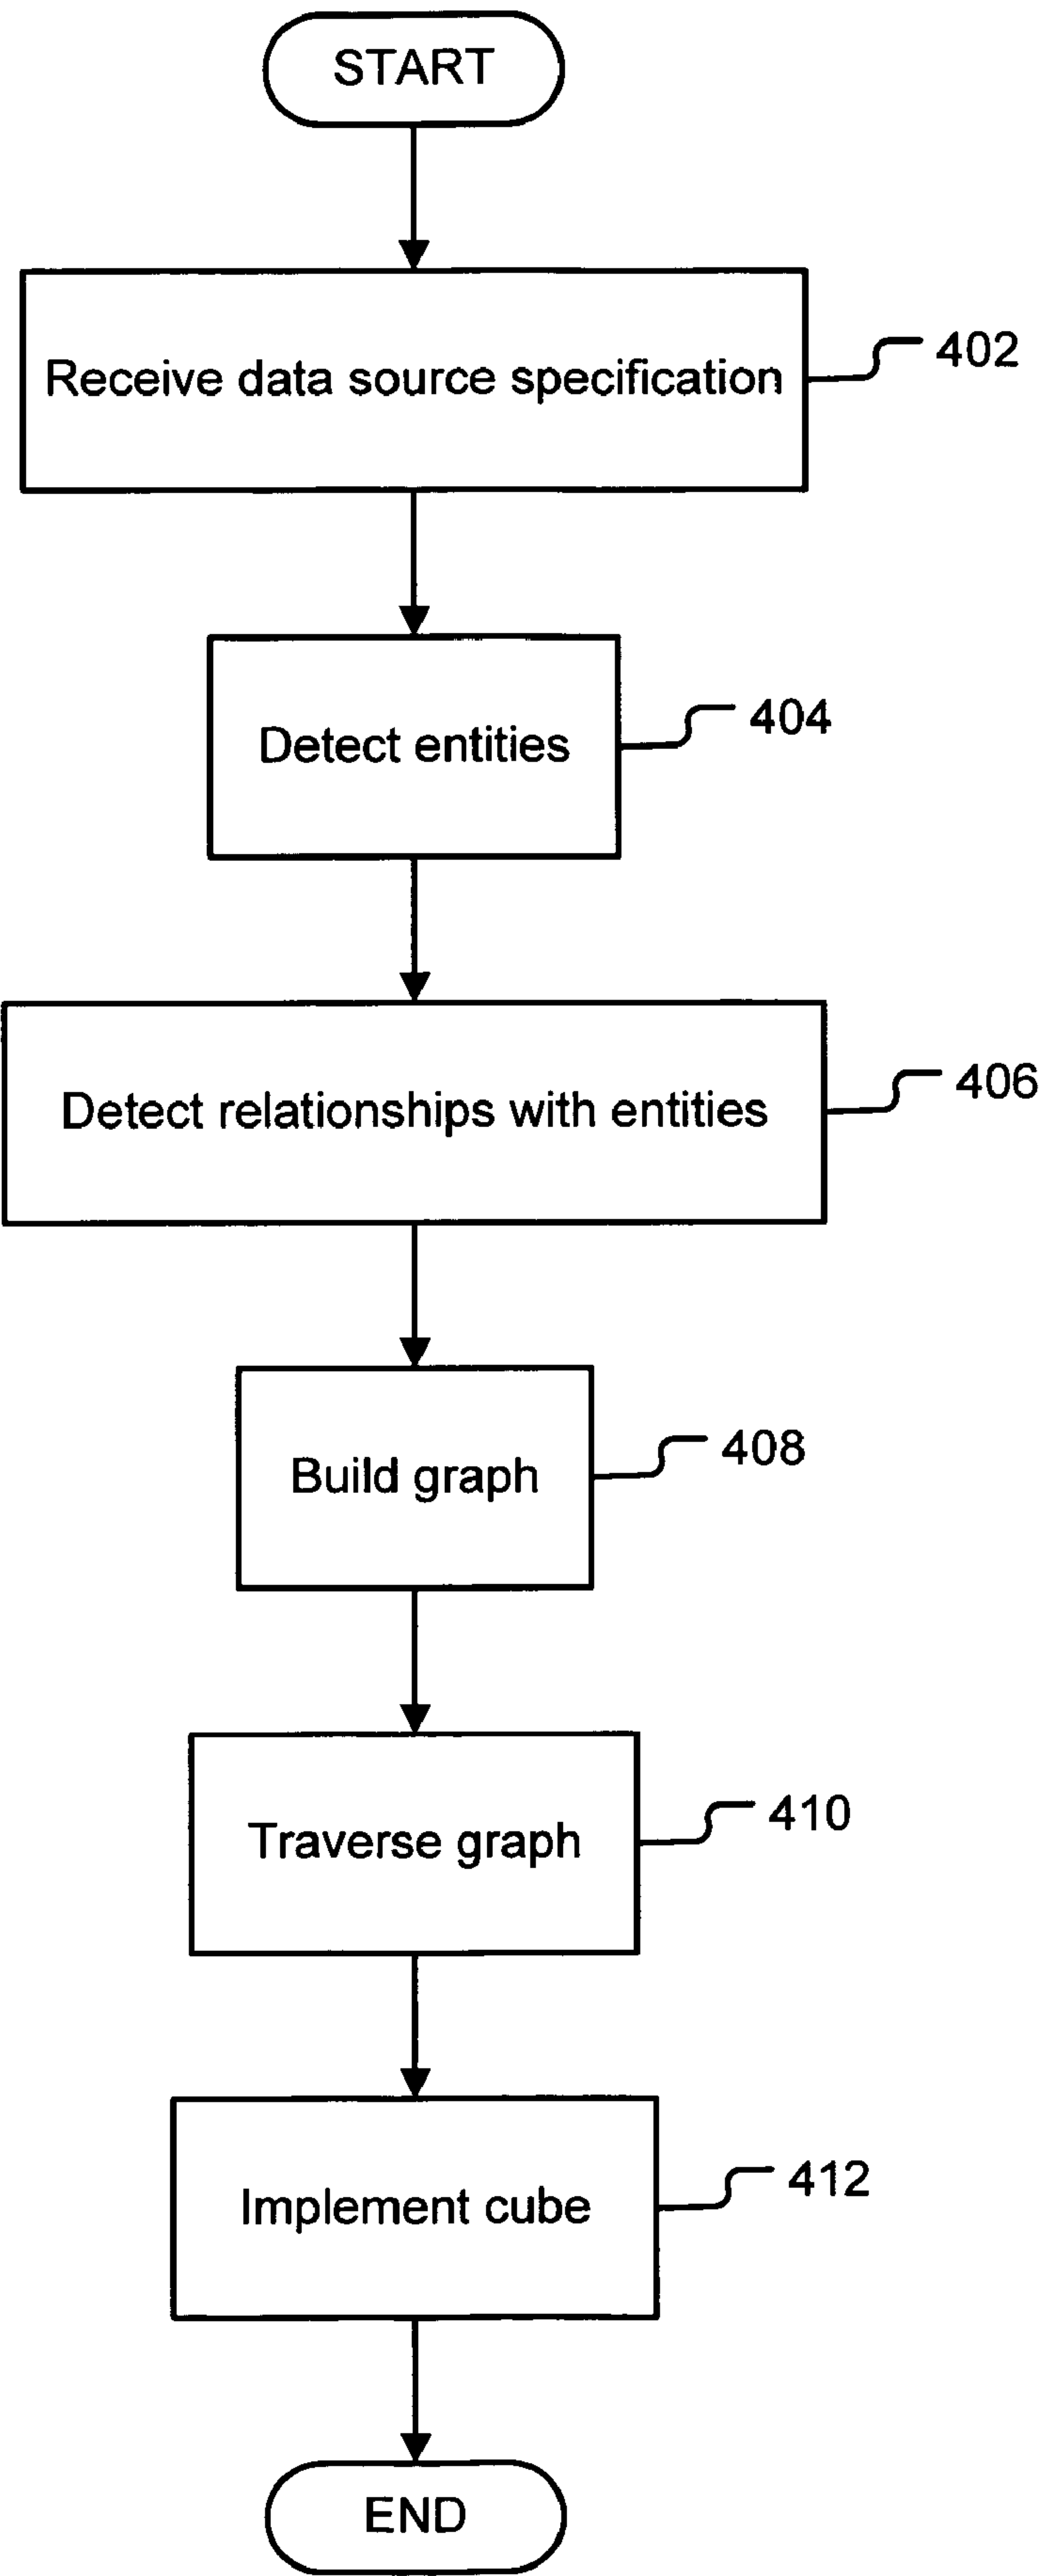 START
Receive data source specification
402
Detect entities
404
Detect relationships with entities
406
Build graph
408
Traverse graph
410
Implement cube
412
END